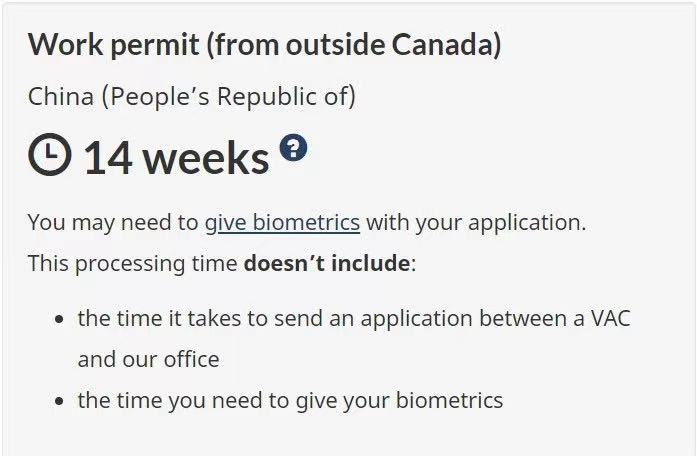 Work permit (from outside Canada)
China (People’s Republic of)
14 weeks ?
You may need to give biometrics with your application.
This processing time doesn’t include:
• the time it takes to send an application between a VAC
and our office
• the time you need to give your biometrics